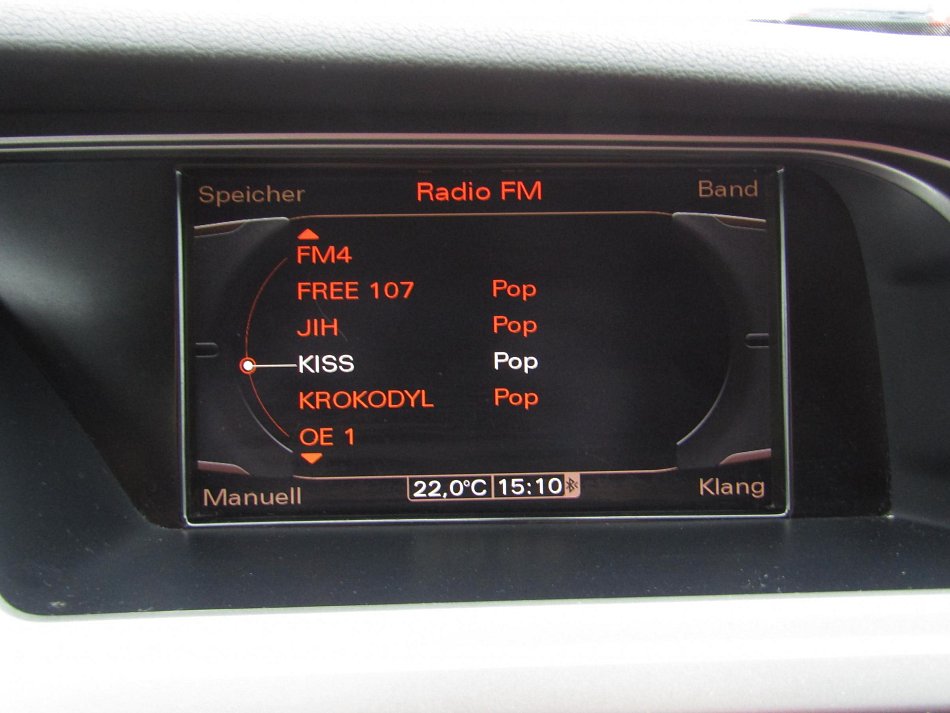 Speicher Radio FM Band
FM4
FREE 107 Pop
JIH Pop
KISS Pop
KROKODYL Pop
OE 1
Manuell 22,0°C 15:10 Klang